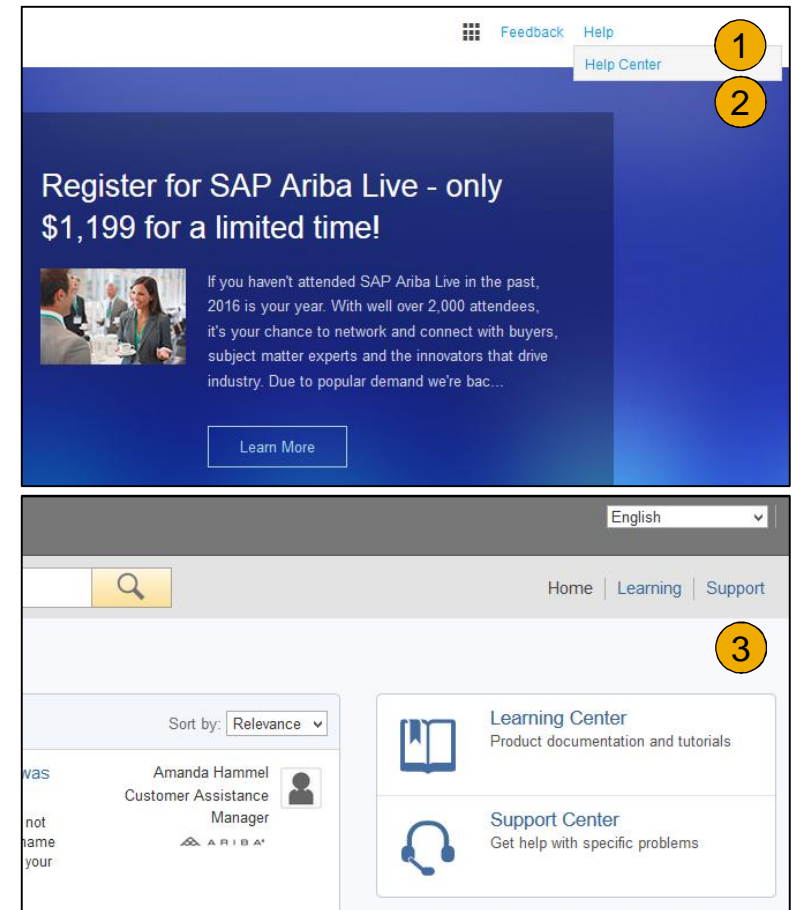 Feedback Help
1
Help Center
2
Register for SAP Ariba Live - only
$1,199 for a limited time!
If you haven't attended SAP Ariba Live in the past,
2016 is your year. With well over 2,000 attendees,
it's your chance to network and connect with buyers,
subject matter experts and the innovators that drive
industry. Due to popular demand we're bac...
Learn More
English
Home | Learning | Support
3
Sort by: Relevance
was
not
name
your
Amanda Hammel
Customer Assistance
Manager
ARIBA
Learning Center
Product documentation and tutorials
Support Center
Get help with specific problems